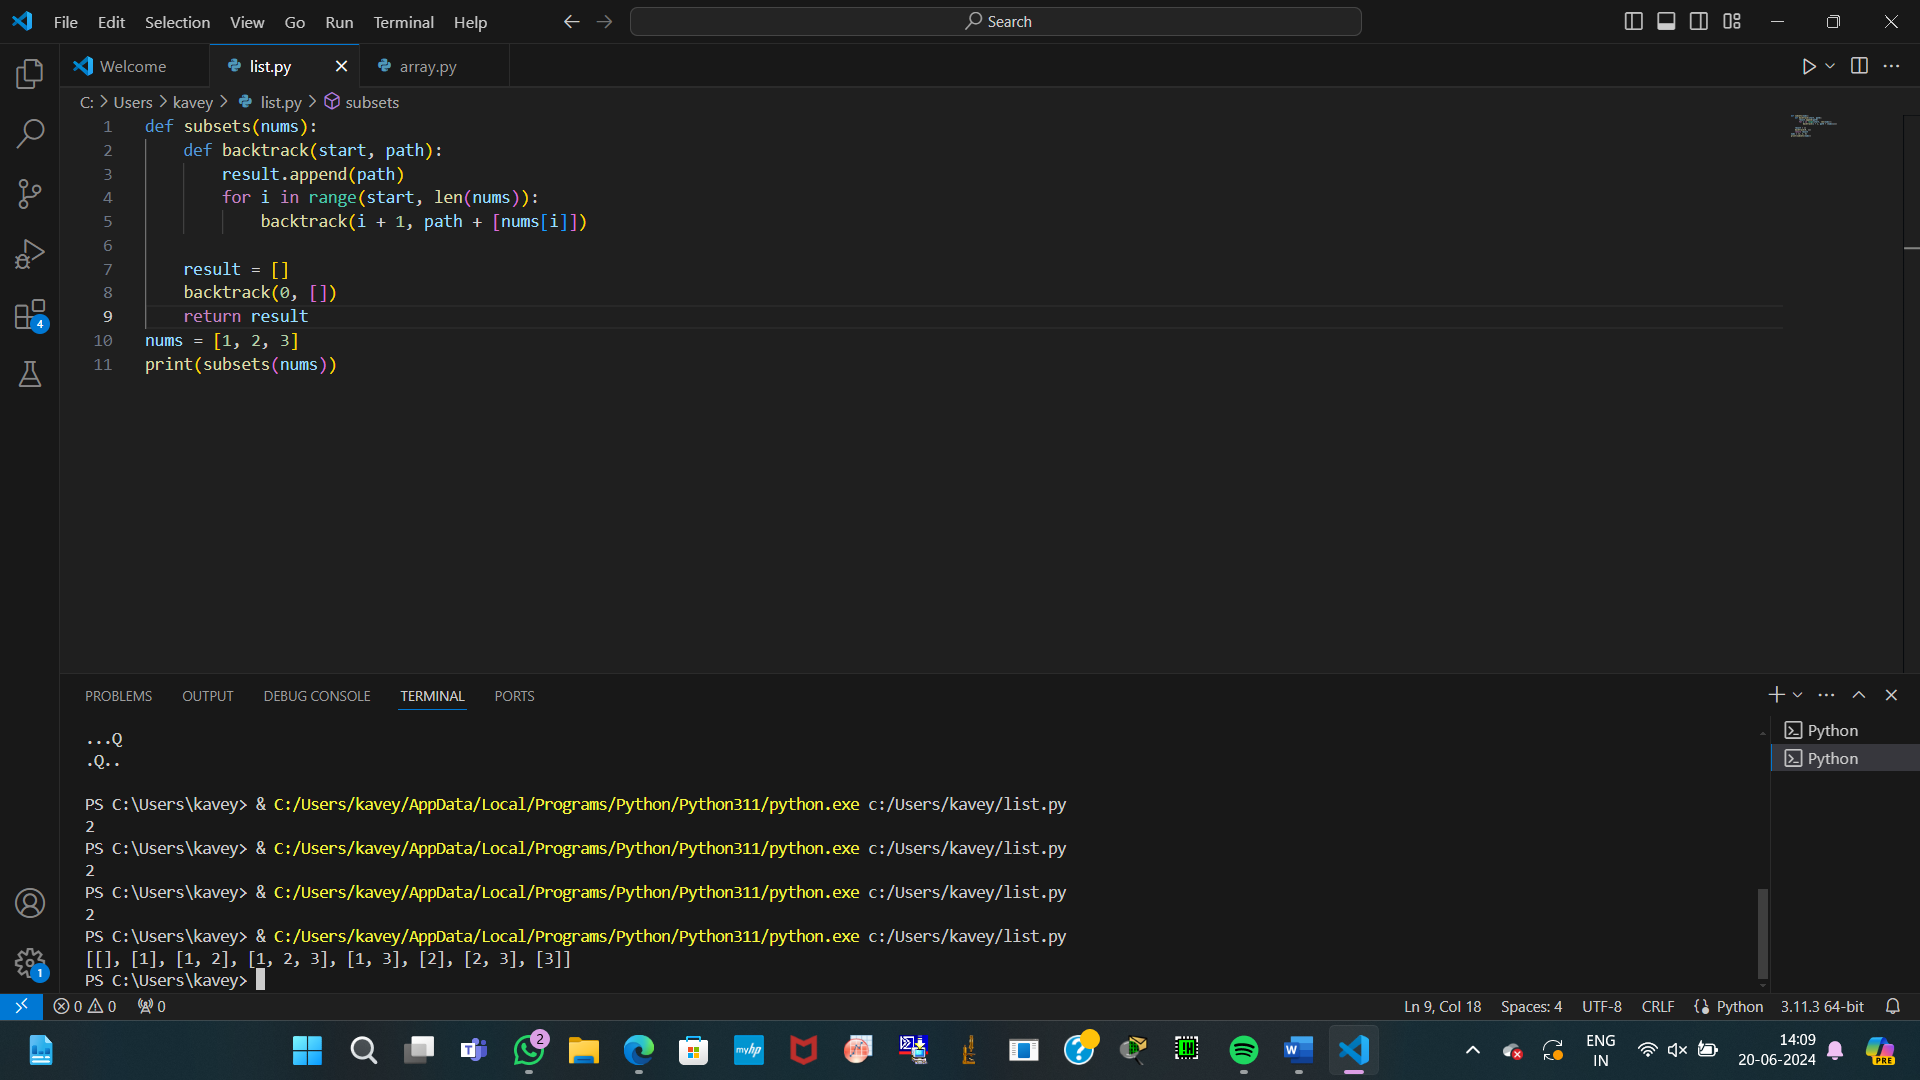 File Edit Selection View Go Run Terminal Help
Search
Welcome list.py array.py
C: > Users > kavey > list.py > subsets
1 def subsets(nums):
2     def backtrack(start, path):
3         result.append(path)
4         for i in range(start, len(nums)):
5             backtrack(i + 1, path + [nums[i]])
6
7     result = []
8     backtrack(0, [])
9     return result
10 nums = [1, 2, 3]
11 print(subsets(nums))
4
PROBLEMS OUTPUT DEBUG CONSOLE TERMINAL PORTS
Python
Python
...Q
.Q..
PS C:\Users\kavey> & C:/Users/kavey/AppData/Local/Programs/Python/Python311/python.exe c:/Users/kavey/list.py
2
PS C:\Users\kavey> & C:/Users/kavey/AppData/Local/Programs/Python/Python311/python.exe c:/Users/kavey/list.py
2
PS C:\Users\kavey> & C:/Users/kavey/AppData/Local/Programs/Python/Python311/python.exe c:/Users/kavey/list.py
2
PS C:\Users\kavey> & C:/Users/kavey/AppData/Local/Programs/Python/Python311/python.exe c:/Users/kavey/list.py
[[], [1], [1, 2], [1, 2, 3], [1, 3], [2], [2, 3], [3]]
PS C:\Users\kavey>
1
0 0 0 Ln 9, Col 18 Spaces: 4 UTF-8 CRLF Python 3.11.3 64-bit
2 myhp W ENG 14:09
IN 20-06-2024 PRE